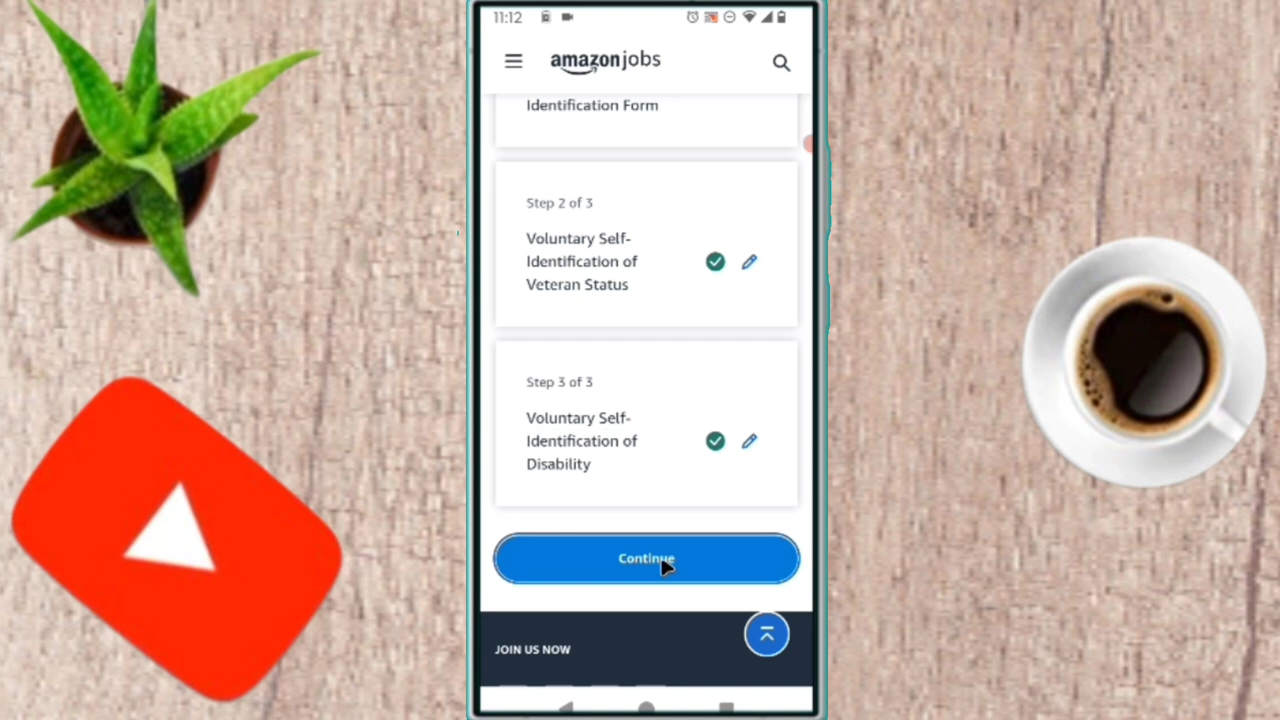 11:12
amazon jobs
Identification Form
Step 2 of 3
Voluntary Self-
Identification of
Veteran Status
Step 3 of 3
Voluntary Self-
Identification of
Disability
Continue
JOIN US NOW